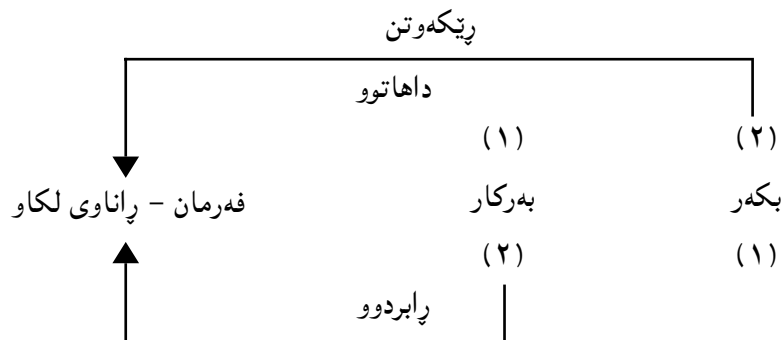 ڕێکەوتن
داهاتوو
(٢) (١)
بکەر بەرکار فەرمان - ڕاناوی لکاو
(١) (٢)
ڕابردوو